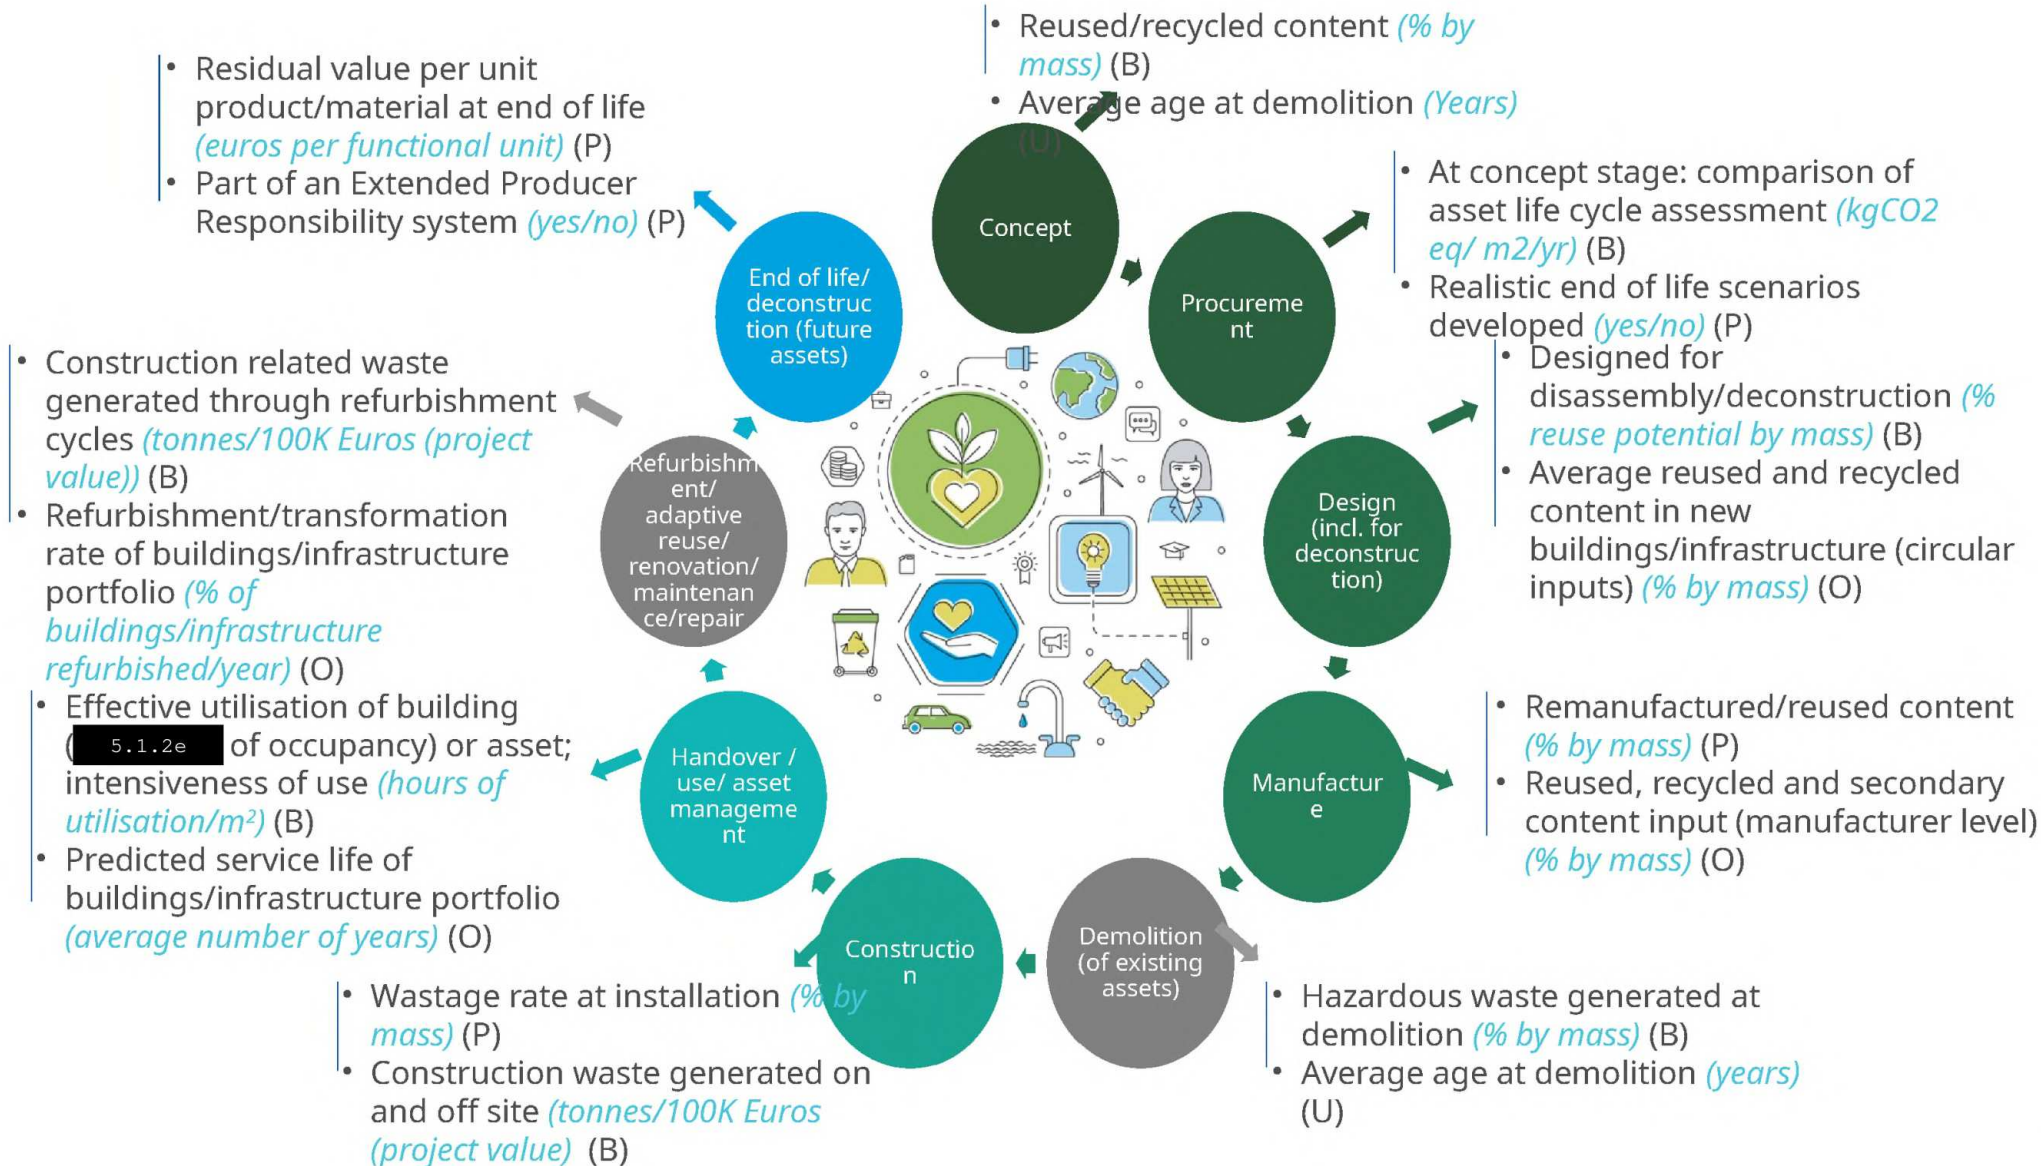 • Reused/recycled content (% by
mass) (B)
• Average age at demolition (Years)
(U)
• Residual value per unit
product/material at end of life
(euros per functional unit) (P)
• Part of an Extended Producer
Responsibility system (yes/no) (P)
• At concept stage: comparison of
asset life cycle assessment (kgCO2
eq/ m2/yr) (B)
• Realistic end of life scenarios
developed (yes/no) (P)
Concept
Procureme
nt
End of life/
deconstruc
tion (future
assets)
• Construction related waste
generated through refurbishment
cycles (tonnes/100K Euros (project
value)) (B)
• Refurbishment/transformation
rate of buildings/infrastructure
portfolio (% of
buildings/infrastructure
refurbished/year) (O)
• Designed for
disassembly/deconstruction (%
reuse potential by mass) (B)
• Average reused and recycled
content in new
buildings/infrastructure (circular
inputs) (% by mass) (O)
Refurbishm
ent/
adaptive
reuse/
renovation/
maintenan
ce/repair
Design
(incl. for
deconstruc
tion)
• Effective utilisation of building
( 5.1.2e of occupancy) or asset;
intensiveness of use (hours of
utilisation/m²) (B)
• Predicted service life of
buildings/infrastructure portfolio
(average number of years) (O)
Handover /
use/ asset
manageme
nt
Manufactur
e
• Remanufactured/reused content
(% by mass) (P)
• Reused, recycled and secondary
content input (manufacturer level)
(% by mass) (O)
Constructio
n
Demolition
(of existing
assets)
• Wastage rate at installation (% by
mass) (P)
• Construction waste generated on
and off site (tonnes/100K Euros
(project value) (B)
• Hazardous waste generated at
demolition (% by mass) (B)
• Average age at demolition (years)
(U)